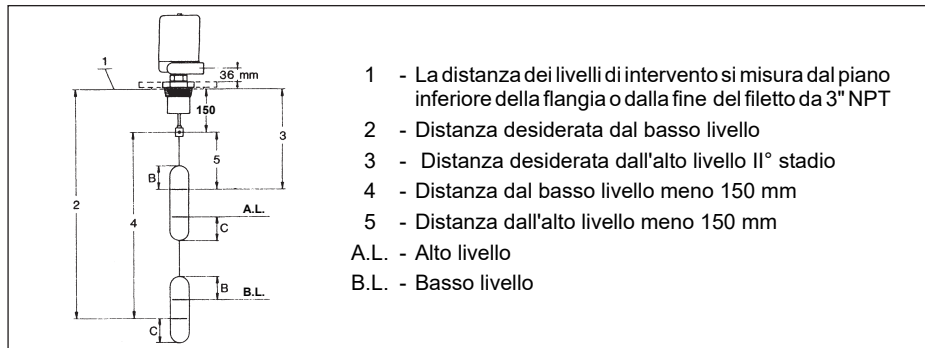 1
36 mm
150
3
5
B
A.L.
2
4
C
B
B.L.
C
1 - La distanza dei livelli di intervento si misura dal piano
inferiore della flangia o dalla fine del filetto da 3" NPT
2 - Distanza desiderata dal basso livello
3 - Distanza desiderata dall'alto livello II° stadio
4 - Distanza dal basso livello meno 150 mm
5 - Distanza dall'alto livello meno 150 mm
A.L. - Alto livello
B.L. - Basso livello